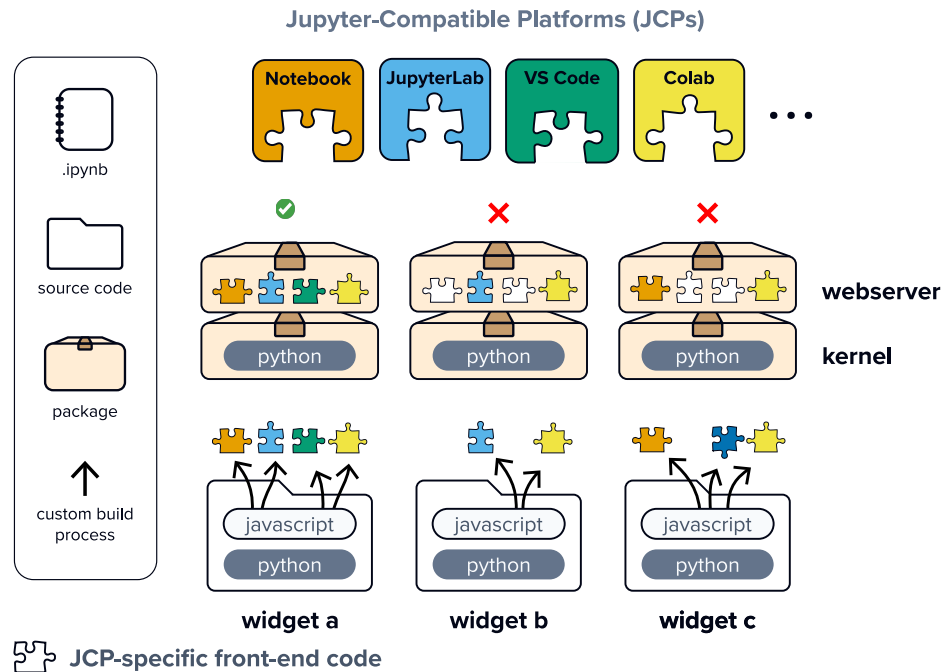 Jupyter-Compatible Platforms (JCPs)
Notebook
JupyterLab
VS Code
Colab
...
.ipynb
source code
package
custom build
process
webserver
python
python
python
kernel
javascript
javascript
javascript
python
python
python
widget a
widget b
widget c
JCP-specific front-end code